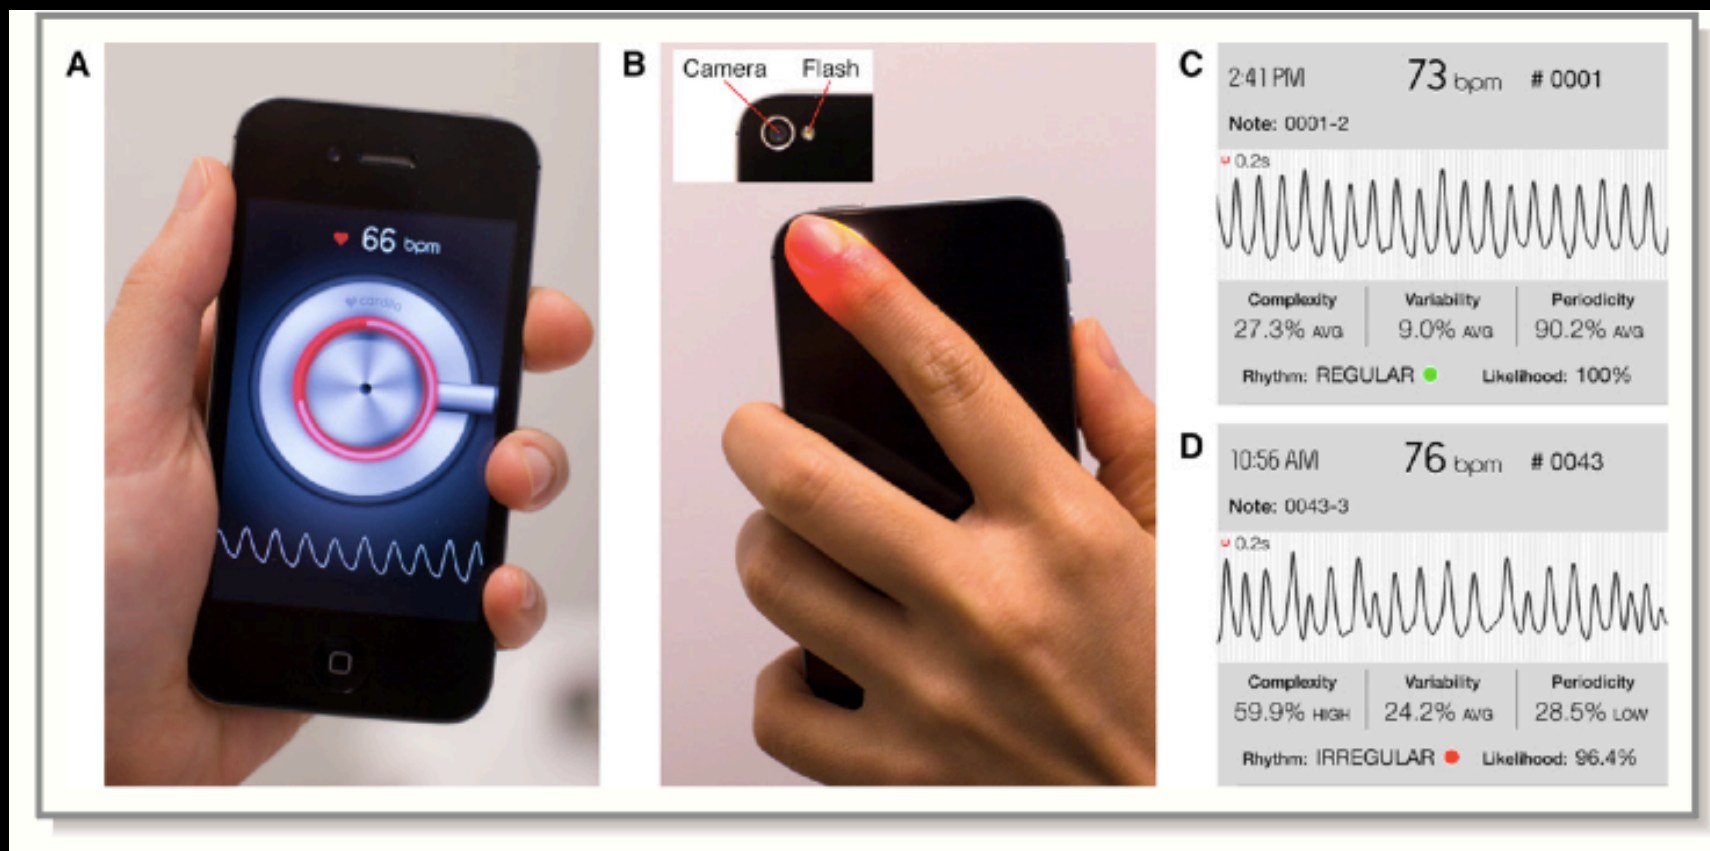 A
66 bpm
cardiio
B
Camera Flash
C
2:41 PM 73 bpm # 0001
Note: 0001-2
0.2s
Complexity Variability Periodicity
27.3% AVG 9.0% AVG 90.2% AVG
Rhythm: REGULAR Likelihood: 100%
D
10:56 AM 76 bpm # 0043
Note: 0043-3
0.2s
Complexity Variability Periodicity
59.9% HIGH 24.2% AVG 28.5% LOW
Rhythm: IRREGULAR Likelihood: 96.4%